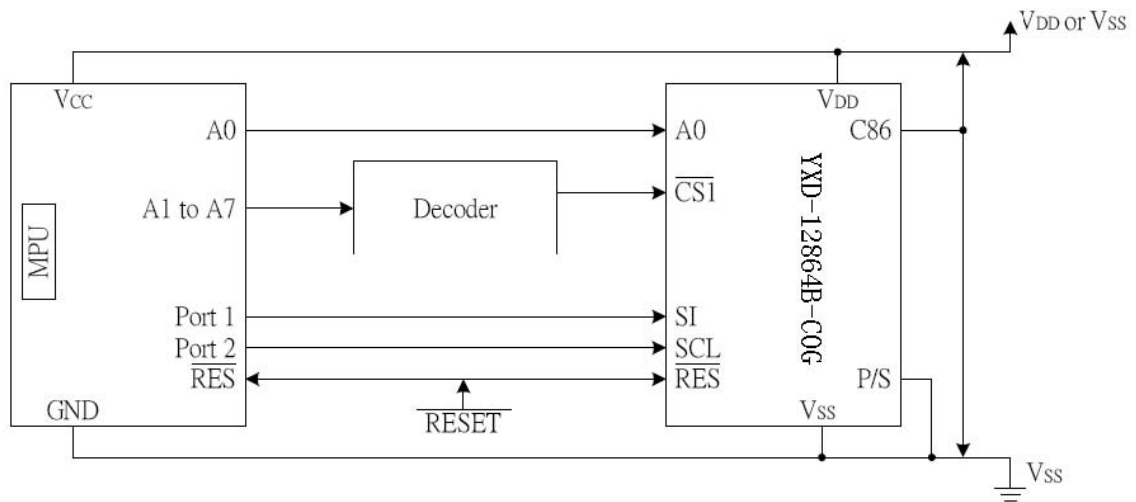 VDD or VSS
VCC
VDD
A0
A0
C86
A1 to A7
Decoder
CS1
YXD-12864B-COG
MPU
Port 1
SI
Port 2
SCL
RES
RES
P/S
GND
RESET
VSS
VSS